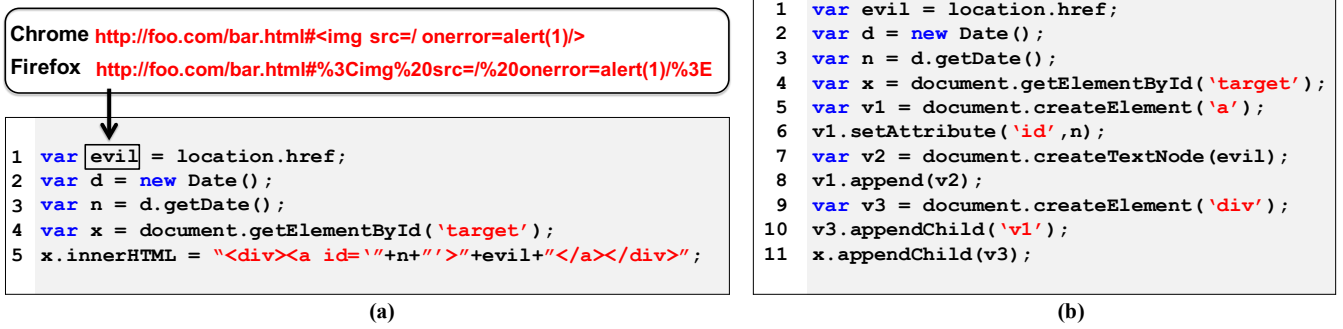 Chrome http://foo.com/bar.html#<img src=/ onerror=alert(1)/>
Firefox http://foo.com/bar.html#%3Cimg%20src=/%20onerror=alert(1)/%3E
1 var evil = location.href;
2 var d = new Date();
3 var n = d.getDate();
4 var x = document.getElementById(‘target’);
5 x.innerHTML = “<div><a id=‘”+n+”’>”+evil+”</a></div>”;
(a)
1 var evil = location.href;
2 var d = new Date();
3 var n = d.getDate();
4 var x = document.getElementById(‘target’);
5 var v1 = document.createElement(‘a’);
6 v1.setAttribute(‘id’,n);
7 var v2 = document.createTextNode(evil);
8 v1.append(v2);
9 var v3 = document.createElement(‘div’);
10 v3.appendChild(‘v1’);
11 x.appendChild(v3);
(b)